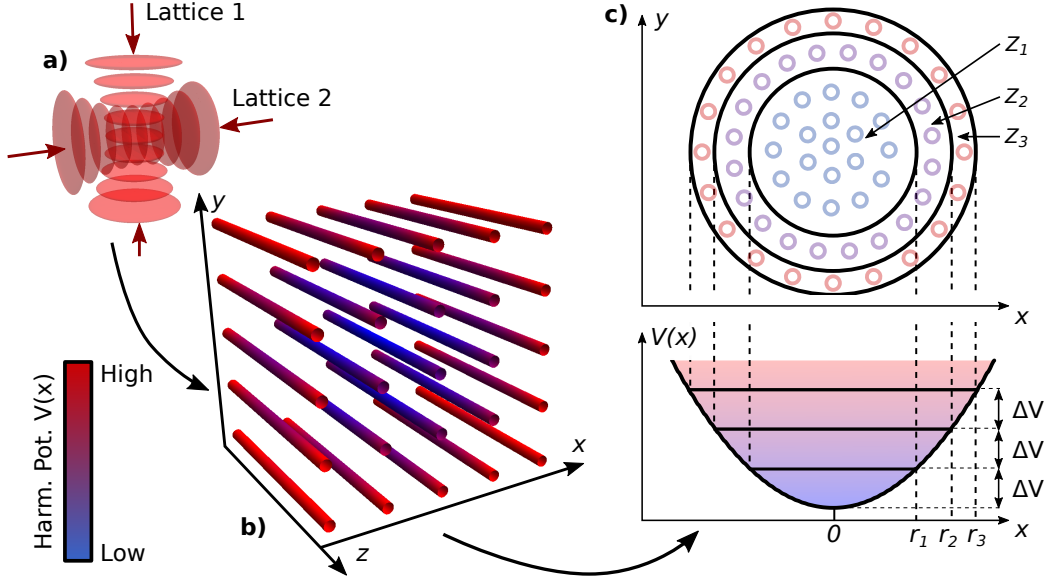 Lattice 1
a)
Lattice 2
y
x
z
b)
Harm. Pot. V(x)
High
Low
c)
y
Z1
Z2
Z3
x
V(x)
ΔV
ΔV
ΔV
0
r1
r2
r3
x